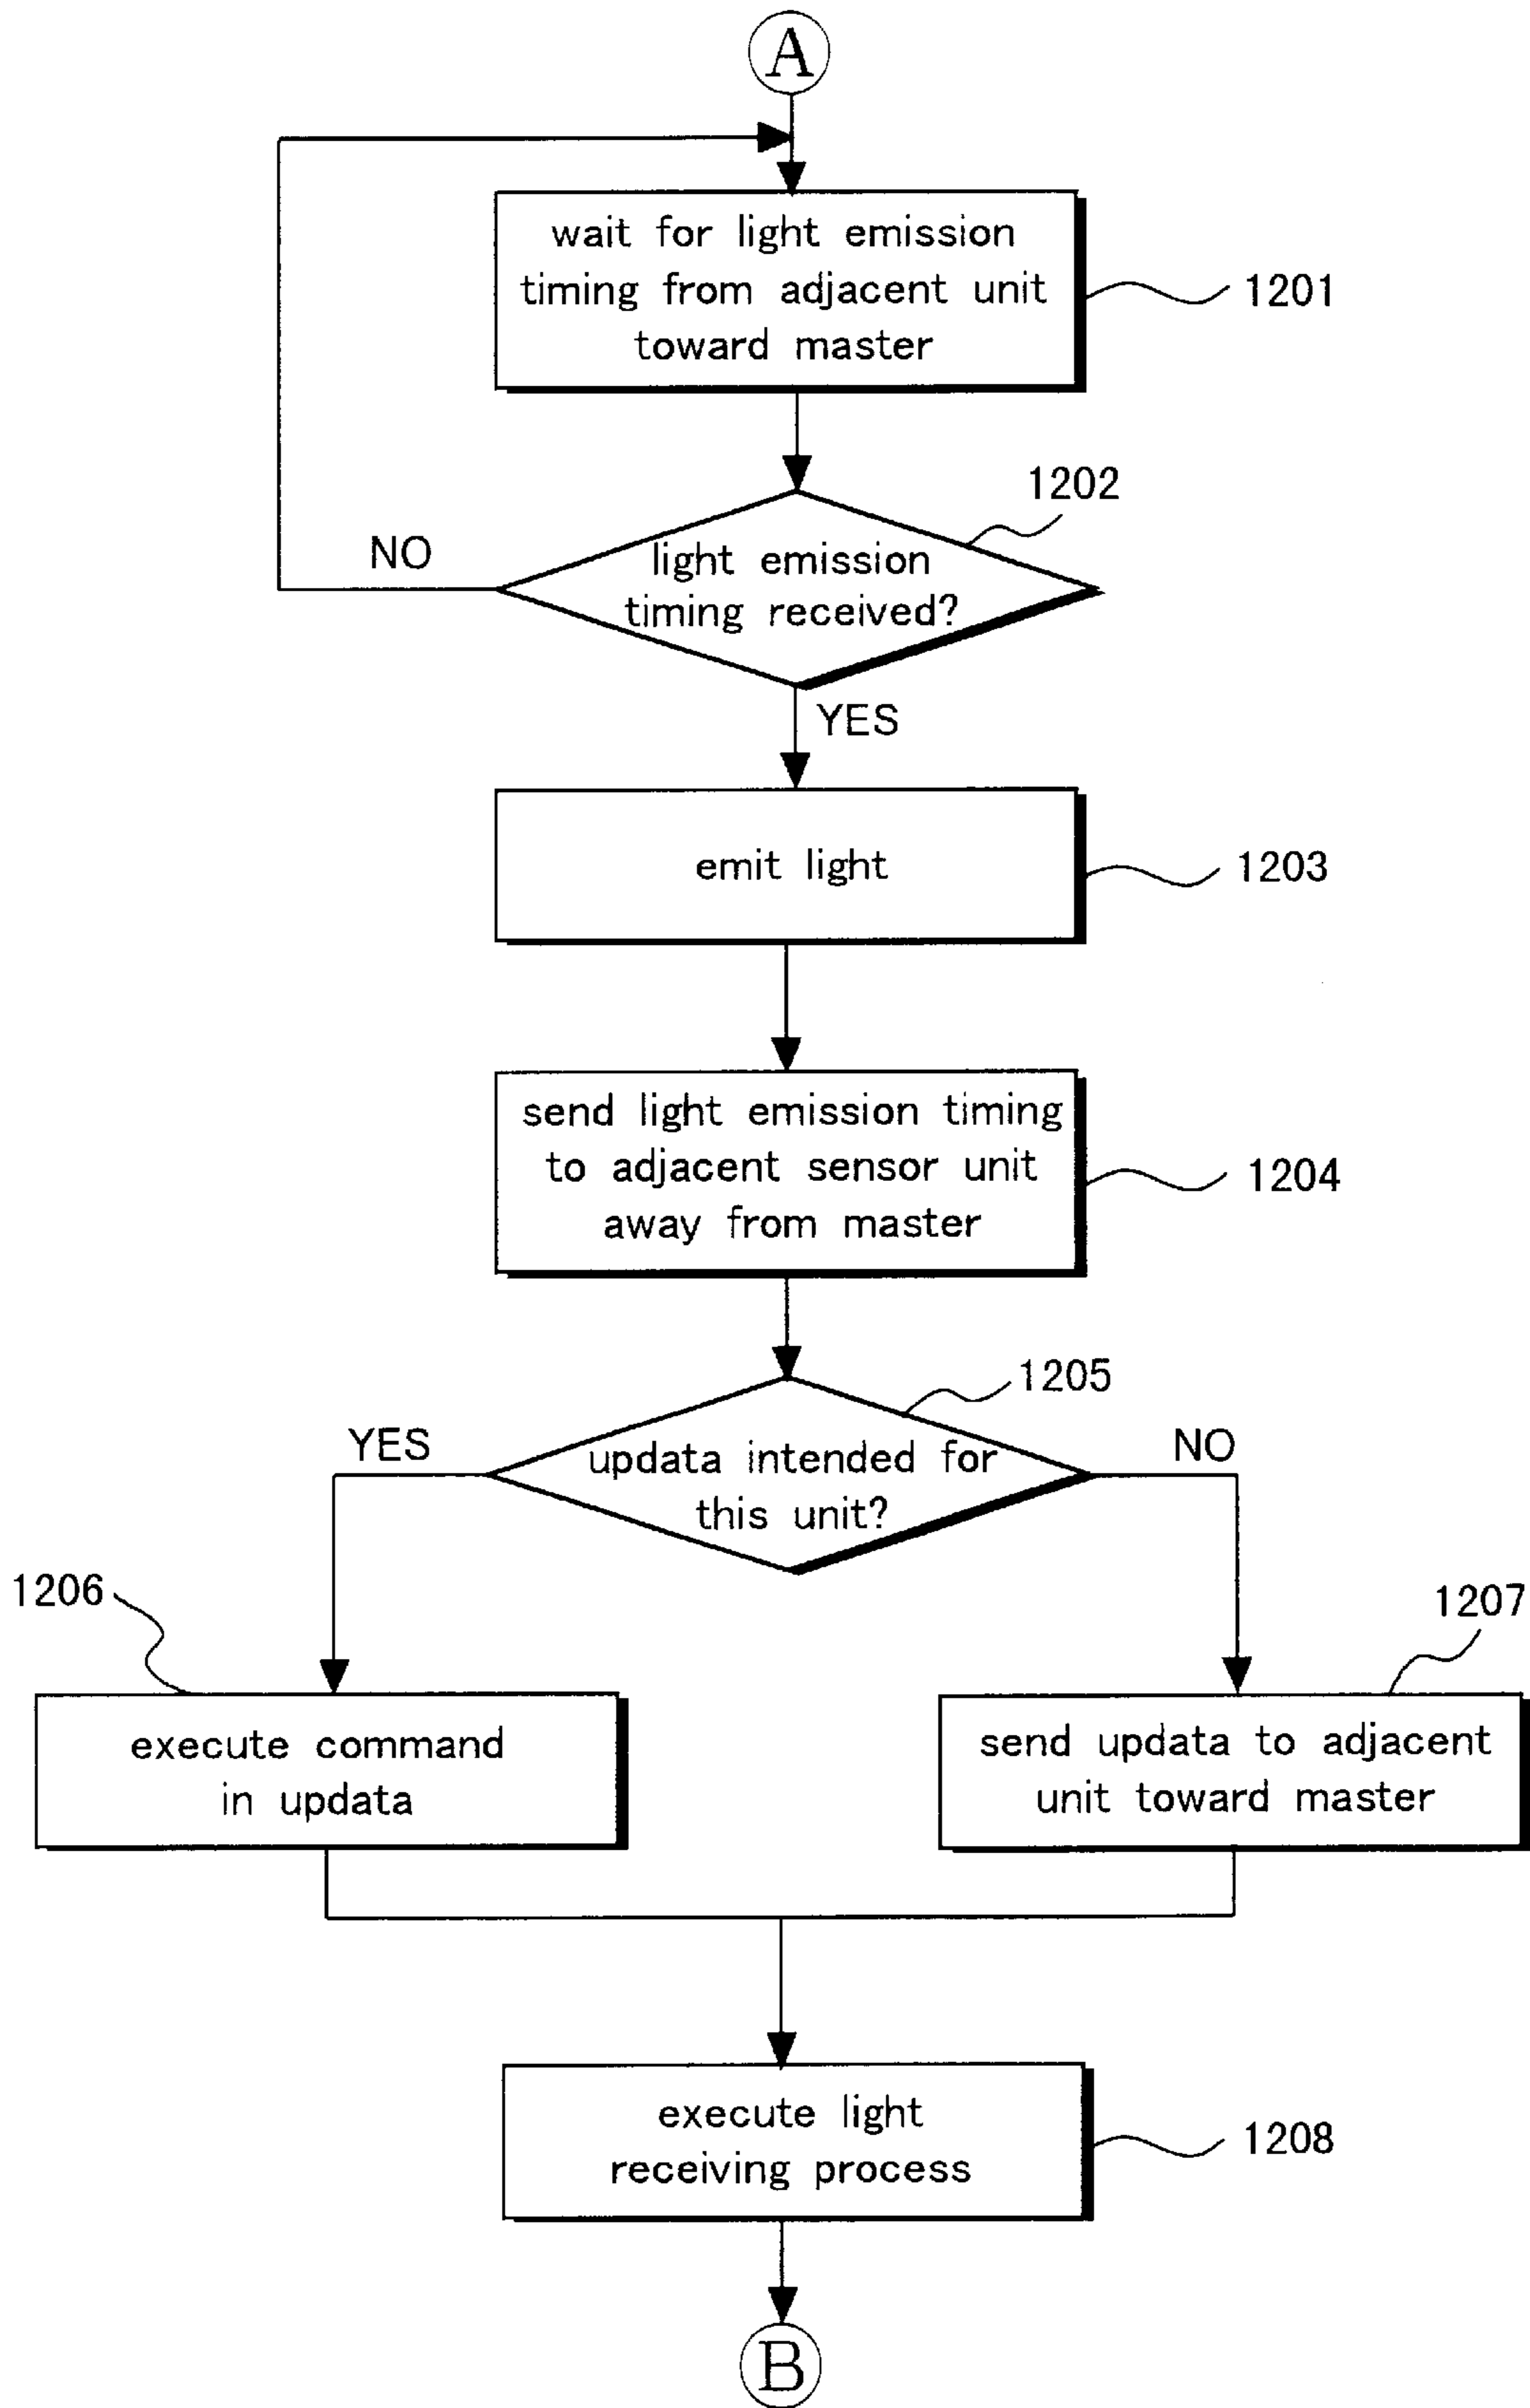 A
wait for light emission
timing from adjacent unit
toward master
1201
1202
NO
light emission
timing received?
YES
emit light
1203
send light emission timing
to adjacent sensor unit
away from master
1204
1205
YES
NO
updata intended for
this unit?
1206
1207
execute command
in updata
send updata to adjacent
unit toward master
execute light
receiving process
1208
B